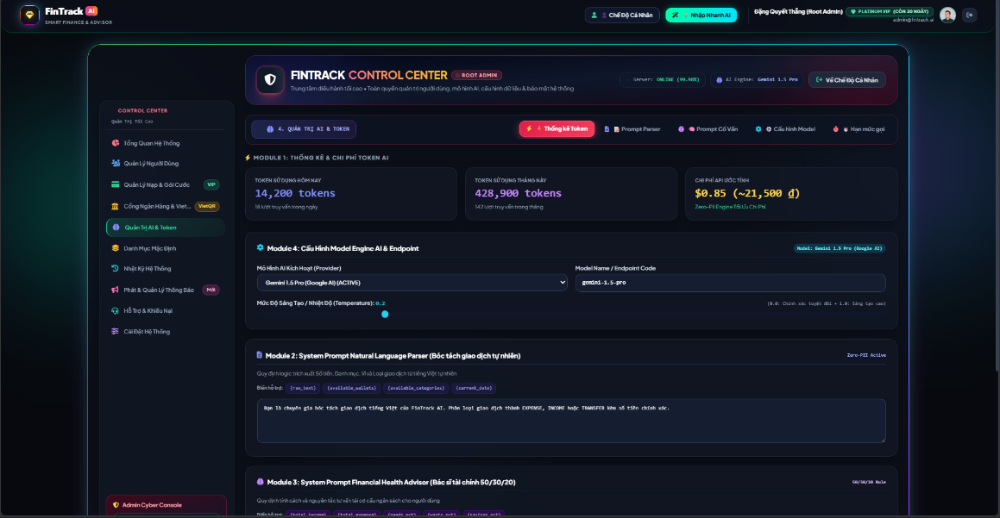 FinTrack AI
SMART FINANCE & ADVISOR
Chế Độ Cá Nhân
Nhập Nhanh AI
Đặng Quyết Thắng (Root Admin)
PLATINUM VIP (CÒN 30 NGÀY)
admin@fintrack.ai
CONTROL CENTER
Quản Trị Tối Cao
Tổng Quan Hệ Thống
Quản Lý Người Dùng
Quản Lý Nạp & Gói Cước VIP
Cổng Ngân Hàng & Viet... VietQR
Quản Trị AI & Token
Danh Mục Mặc Định
Nhật Ký Hệ Thống
Phát & Quản Lý Thông Báo Mới
Hỗ Trợ & Khiếu Nại
Cài Đặt Hệ Thống
Admin Cyber Console
FINTRACK CONTROL CENTER ROOT ADMIN
Trung tâm điều hành tối cao • Toàn quyền quản trị người dùng, mô hình AI, cấu hình dữ liệu & bảo mật hệ thống
Server: ONLINE (99.98%)
AI Engine: Gemini 1.5 Pro
Về Chế Độ Cá Nhân
4. QUẢN TRỊ AI & TOKEN
Thống kê Token
Prompt Parser
Prompt Cố Vấn
Cấu hình Model
Hạn mức gọi
MODULE 1: THỐNG KÊ & CHI PHÍ TOKEN AI
TOKEN SỬ DỤNG HÔM NAY
14,200 tokens
18 lượt truy vấn trong ngày
TOKEN SỬ DỤNG THÁNG NÀY
428,900 tokens
142 lượt truy vấn trong tháng
CHI PHÍ API ƯỚC TÍNH
$0.85 (~21,500 ₫)
Zero-PII Engine Tối Ưu Chi Phí
Module 4: Cấu Hình Model Engine AI & Endpoint
Model: Gemini 1.5 Pro (Google AI)
Mô Hình AI Kích Hoạt (Provider)
Gemini 1.5 Pro (Google AI) (ACTIVE)
Model Name / Endpoint Code
gemini-1.5-pro
Mức Độ Sáng Tạo / Nhiệt Độ (Temperature): 0.2
(0.0: Chính xác tuyệt đối • 1.0: Sáng tạo cao)
Module 2: System Prompt Natural Language Parser (Bóc tách giao dịch tự nhiên)
Zero-PII Active
Quy định logic trích xuất Số tiền, Danh mục, Ví và Loại giao dịch từ tiếng Việt tự nhiên
Biến hỗ trợ: {raw_text} {available_wallets} {available_categories} {current_date}
Bạn là chuyên gia bóc tách giao dịch tiếng Việt của FinTrack AI. Phân loại giao dịch thành EXPENSE, INCOME hoặc TRANSFER kèm số tiền chính xác.
Module 3: System Prompt Financial Health Advisor (Bác sĩ tài chính 50/30/20)
50/30/20 Rule
Quy định tính cách và nguyên tắc tư vấn tái cơ cấu ngân sách cho người dùng
Biến hỗ trợ: {total_income} {total_expense} {needs_pct} {wants_pct} {savings_pct}